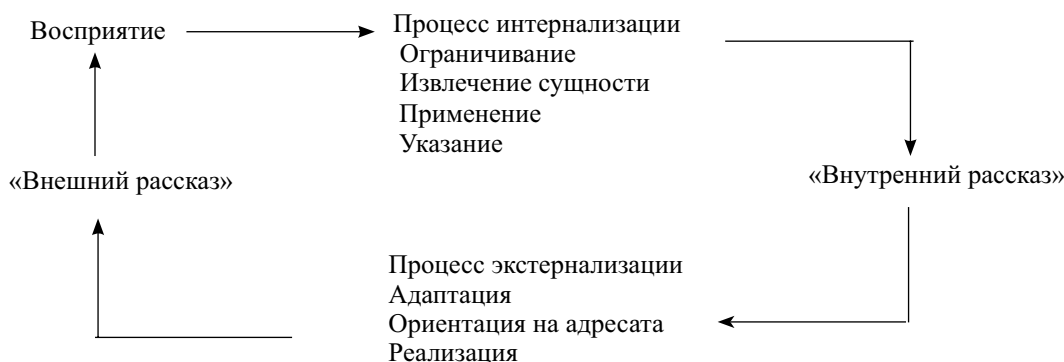 Восприятие
Процесс интернализации
Ограничивание
Извлечение сущности
Применение
Указание
«Внешний рассказ»
«Внутренний рассказ»
Процесс экстернализации
Адаптация
Ориентация на адресата
Реализация